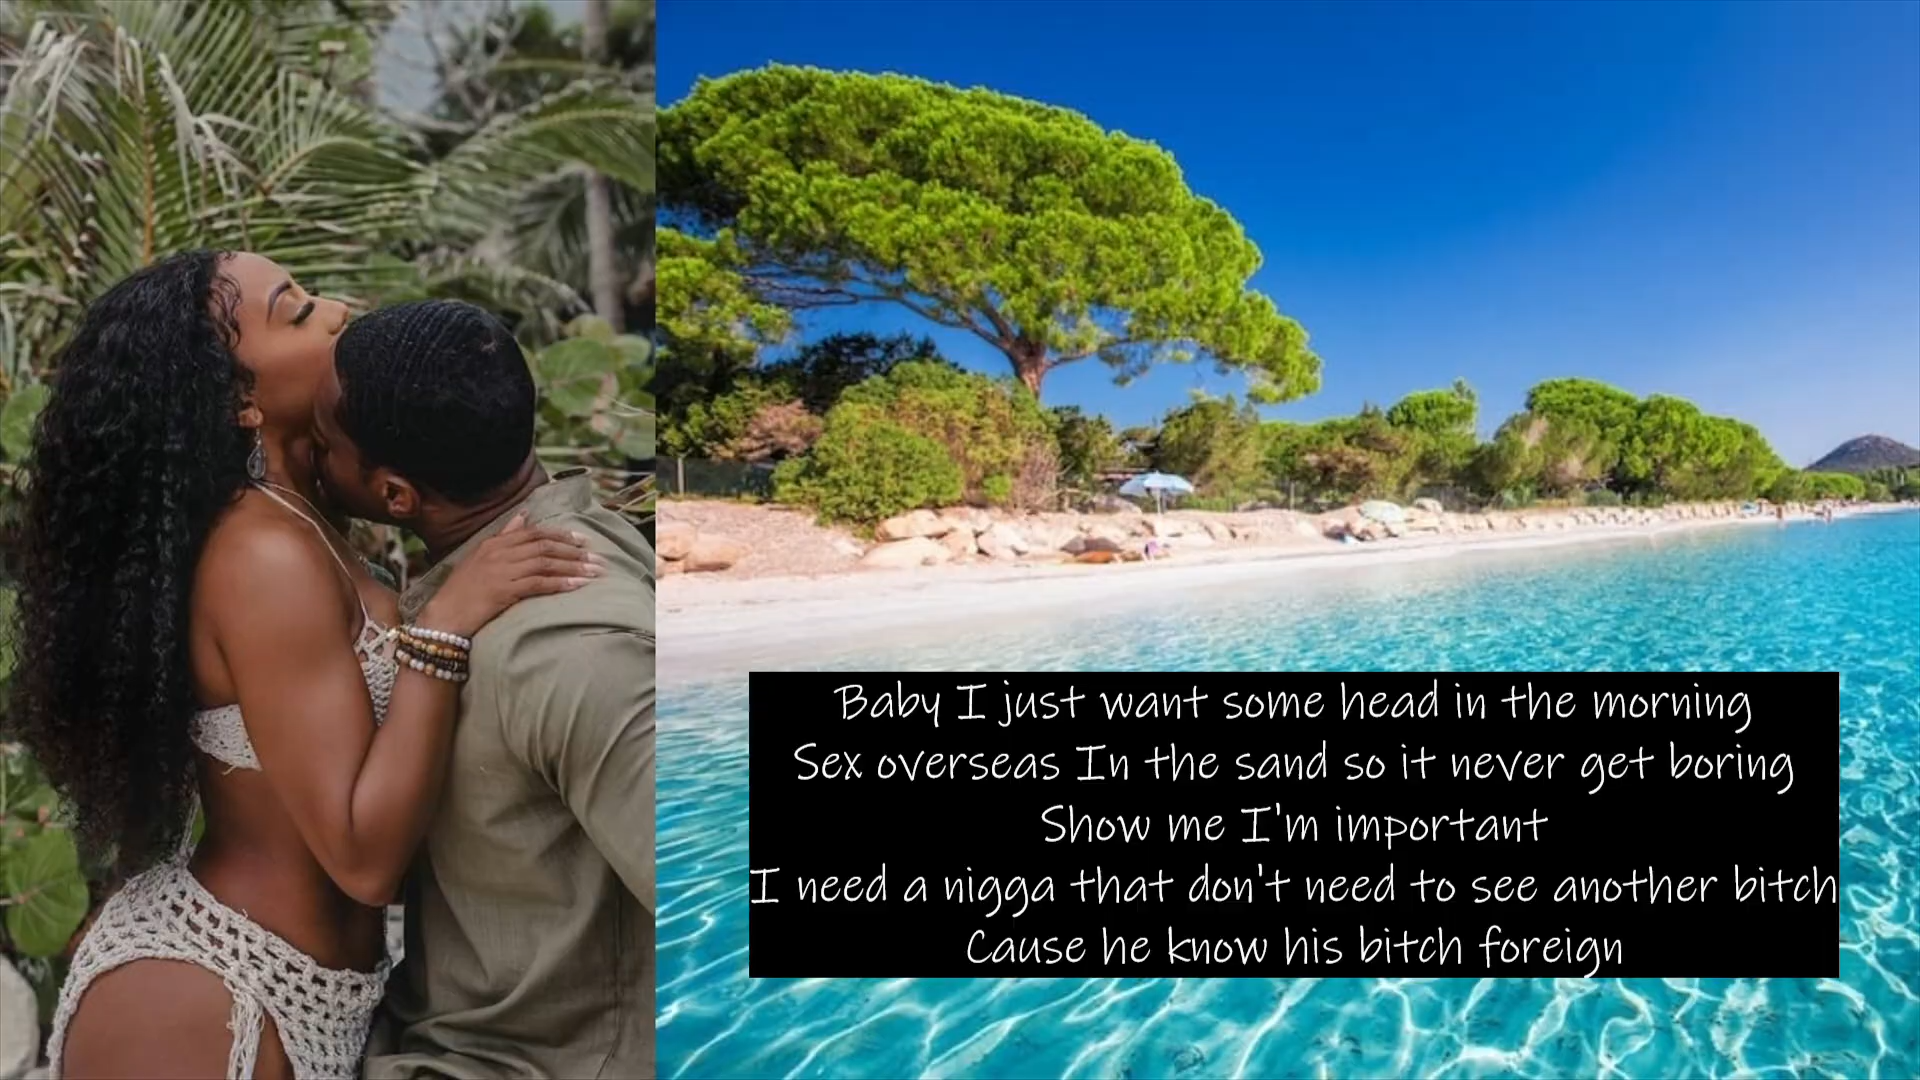 Baby I just want some head in the morning
Sex overseas In the sand so it never get boring
Show me I'm important
I need a nigga that don't need to see another bitch
Cause he know his bitch foreign